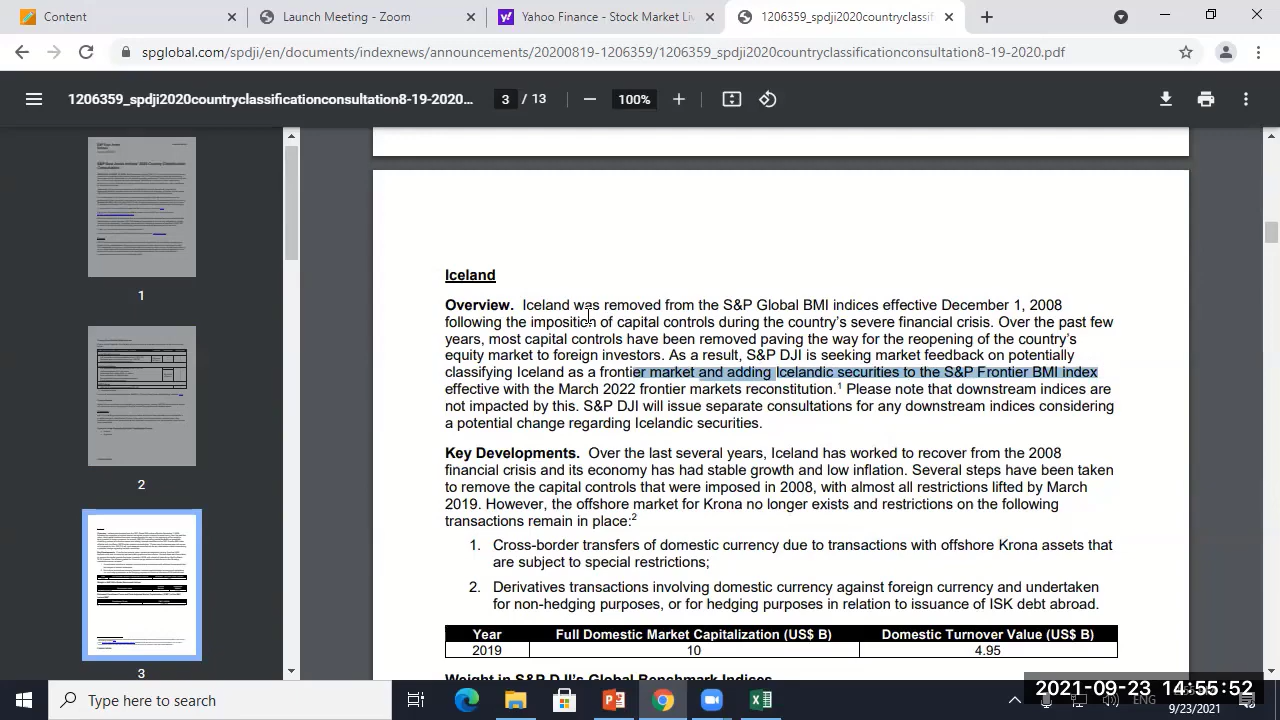 Content
Launch Meeting - Zoom
Yahoo Finance - Stock Market Li
1206359_spdji2020countryclassifi
spglobal.com/spdji/en/documents/indexnews/announcements/20200819-1206359/1206359_spdji2020countryclassificationconsultation8-19-2020.pdf
1206359_spdji2020countryclassificationconsultation8-19-2020...
3 / 13
100%
1
2
3
Iceland
Overview. Iceland was removed from the S&P Global BMI indices effective December 1, 2008
following the imposition of capital controls during the country's severe financial crisis. Over the past few
years, most capital controls have been removed paving the way for the reopening of the country's
equity market to foreign investors. As a result, S&P DJI is seeking market feedback on potentially
classifying Iceland as a frontier market and adding Icelandic securities to the S&P Frontier BMI index
effective with the March 2022 frontier markets reconstitution.1 Please note that downstream indices are
not impacted by this. S&P DJI will issue separate consultations for any downstream indices considering
a potential change regarding Icelandic securities.
Key Developments. Over the last several years, Iceland has worked to recover from the 2008
financial crisis and its economy has had stable growth and low inflation. Several steps have been taken
to remove the capital controls that were imposed in 2008, with almost all restrictions lifted by March
2019. However, the offshore market for Krona no longer exists and restrictions on the following
transactions remain in place:2
1. Cross-border transfers of domestic currency due to transactions with offshore Krona assets that
are subject to special restrictions;
2. Derivatives transactions involving domestic currency against foreign currency and undertaken
for non-hedging purposes, or for hedging purposes in relation to issuance of ISK debt abroad.
Year Full Domestic Market Capitalization (US$ B) Domestic Turnover Value (US$ B)
2019 10 4.95
Weight in S&P DJI's Global Benchmark Indices
Type here to search
ENG
2021-09-23 14:55:52
9/23/2021